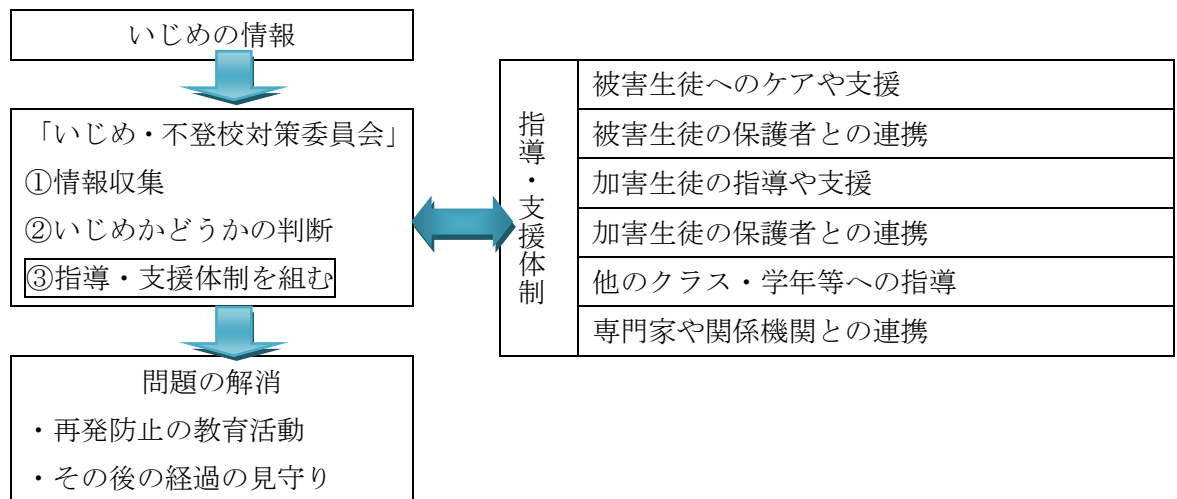 いじめの情報
「いじめ・不登校対策委員会」
①情報収集
②いじめかどうかの判断
③指導・支援体制を組む
指導・支援体制
被害生徒へのケアや支援
被害生徒の保護者との連携
加害生徒の指導や支援
加害生徒の保護者との連携
他のクラス・学年等への指導
専門家や関係機関との連携
問題の解消
・再発防止の教育活動
・その後の経過の見守り